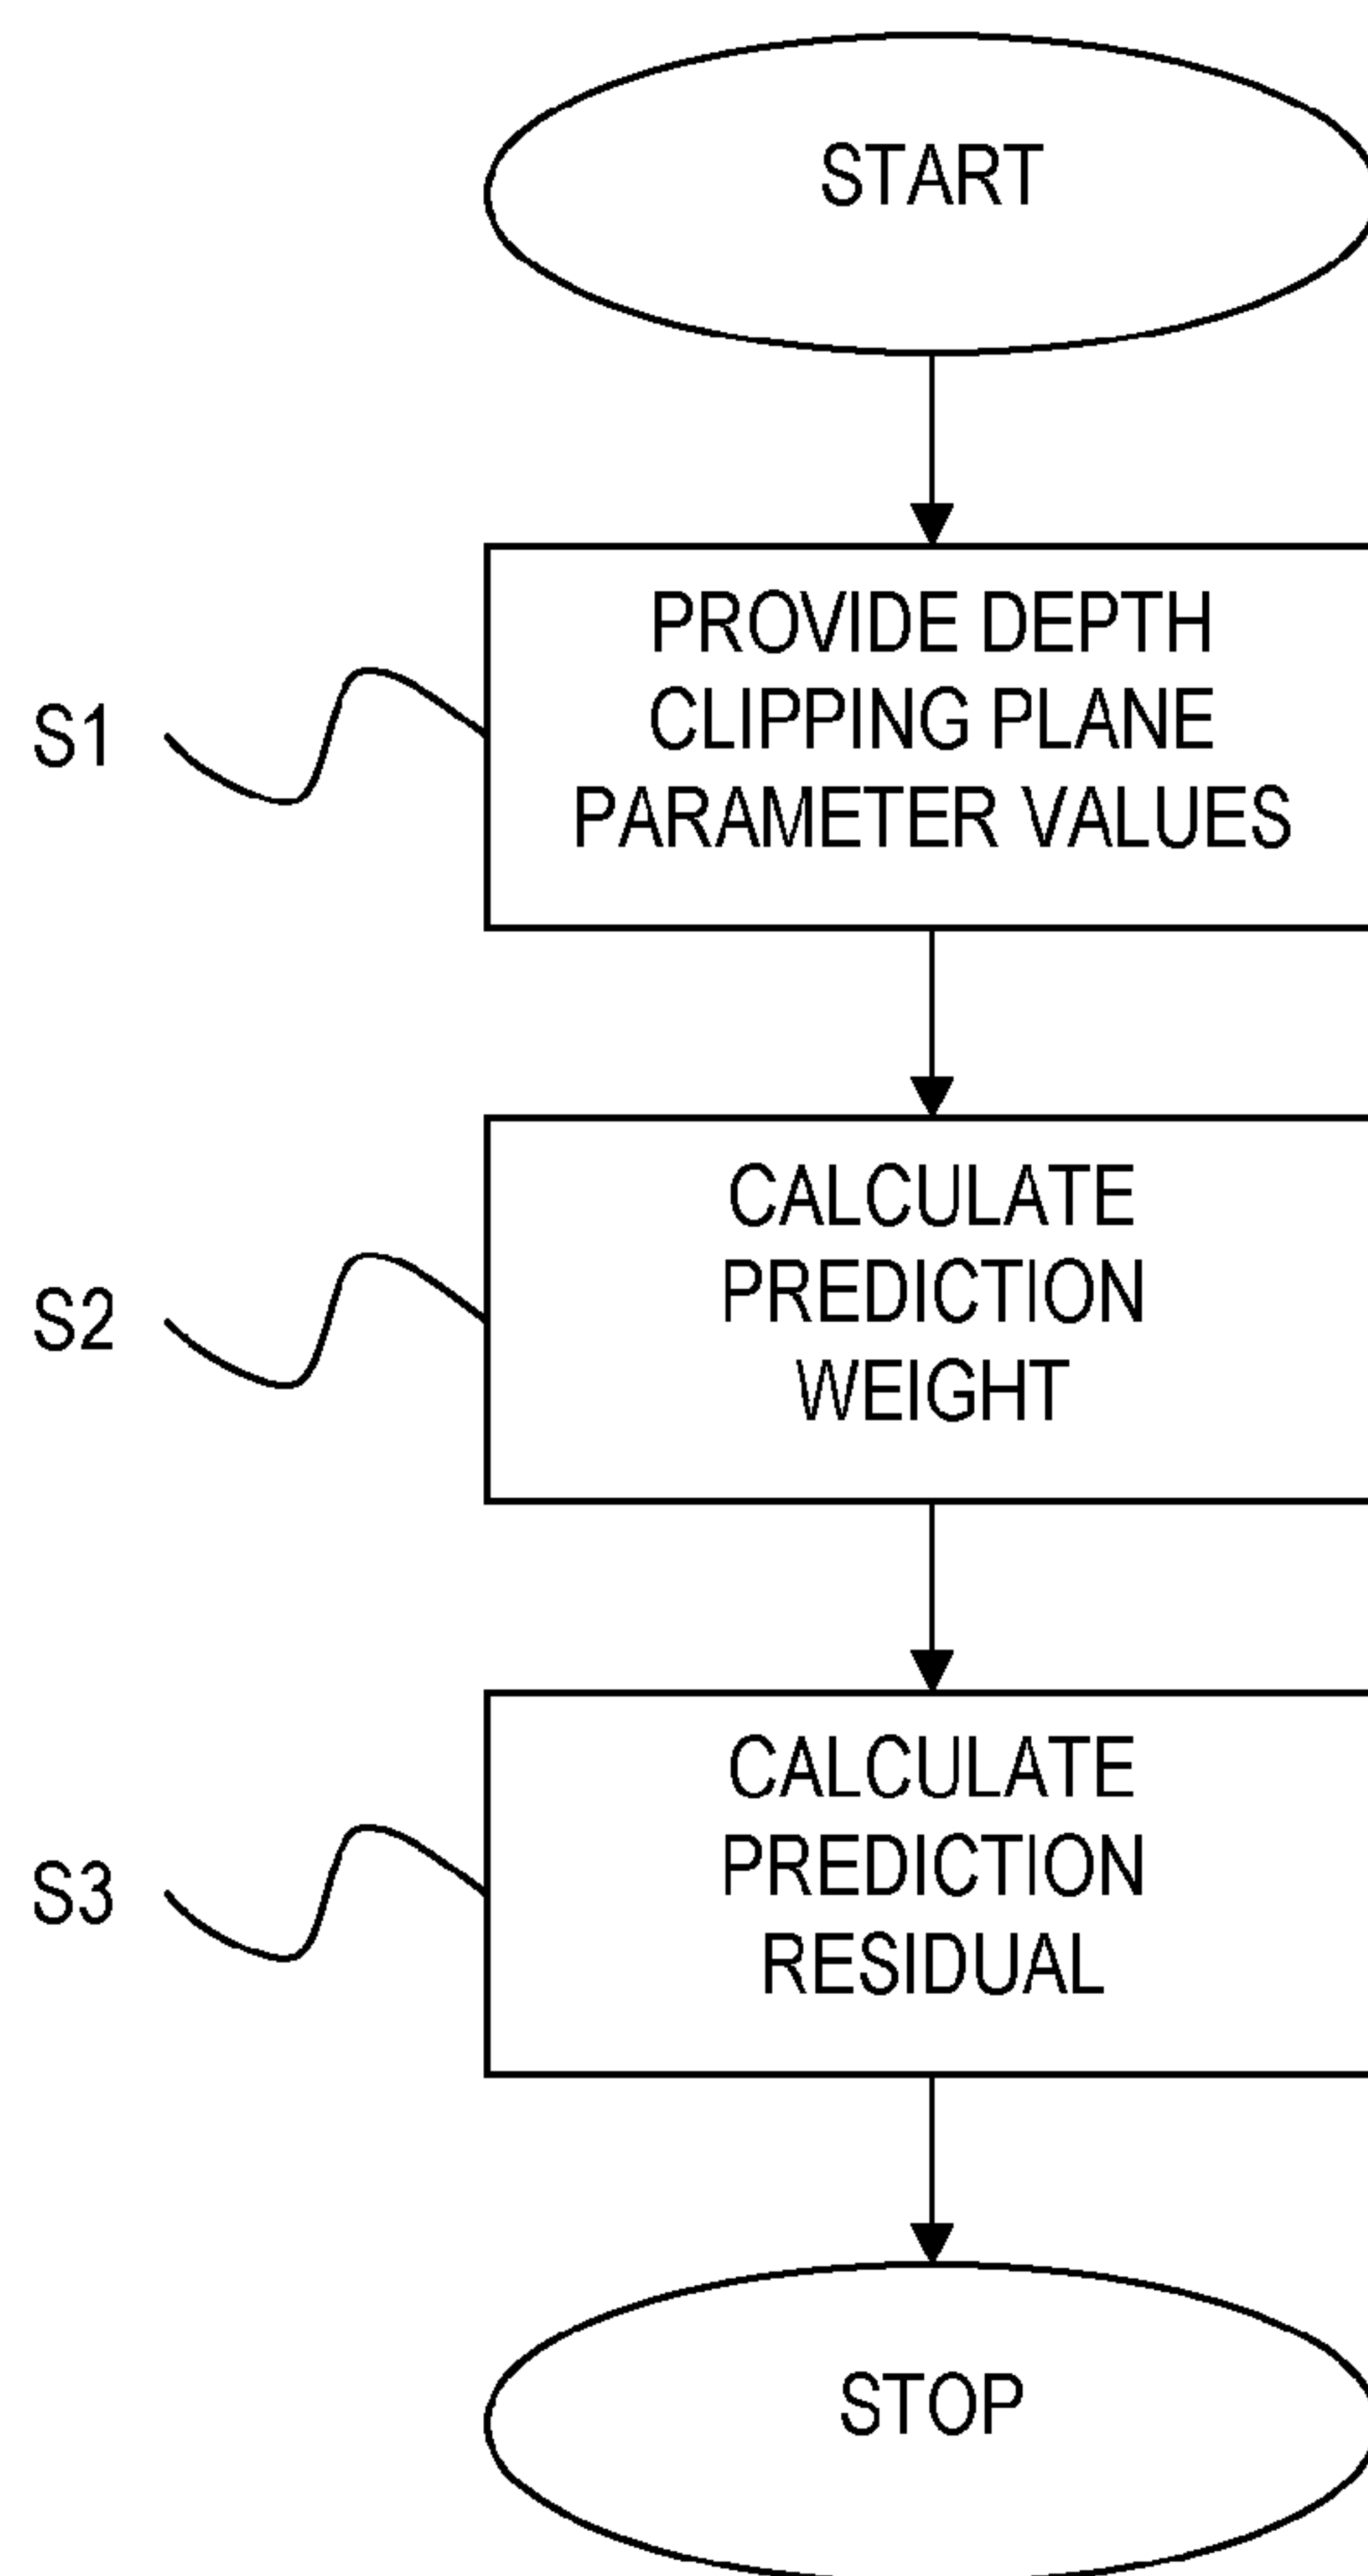 START
PROVIDE DEPTH
CLIPPING PLANE
PARAMETER VALUES
S1
CALCULATE
PREDICTION
WEIGHT
S2
CALCULATE
PREDICTION
RESIDUAL
S3
STOP